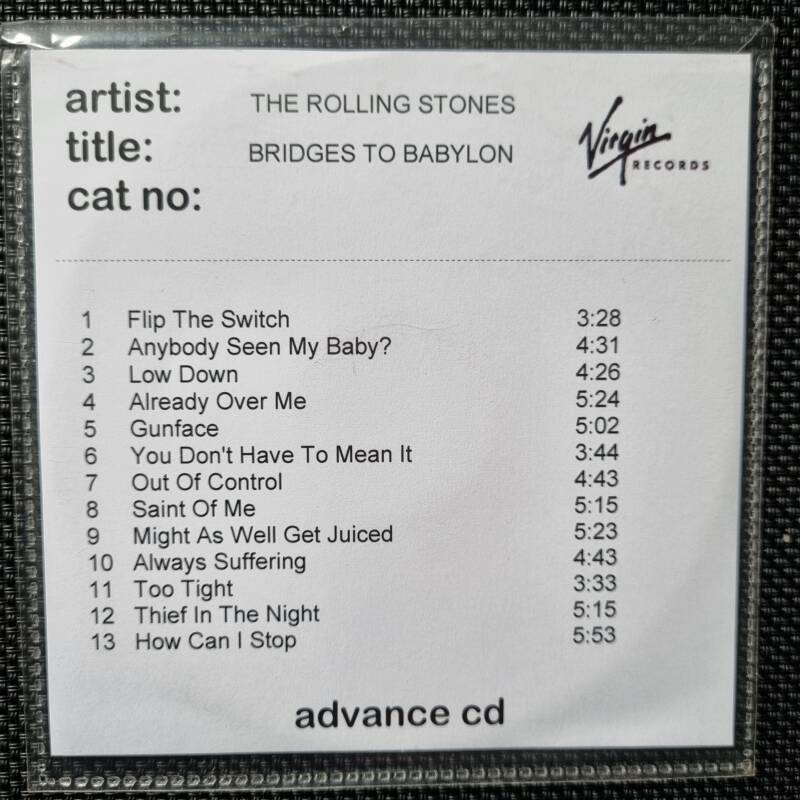 artist: THE ROLLING STONES
title: BRIDGES TO BABYLON
Virgin RECORDS
cat no:
1 Flip The Switch 3:28
2 Anybody Seen My Baby? 4:31
3 Low Down 4:26
4 Already Over Me 5:24
5 Gunface 5:02
6 You Don't Have To Mean It 3:44
7 Out Of Control 4:43
8 Saint Of Me 5:15
9 Might As Well Get Juiced 5:23
10 Always Suffering 4:43
11 Too Tight 3:33
12 Thief In The Night 5:15
13 How Can I Stop 5:53
advance cd